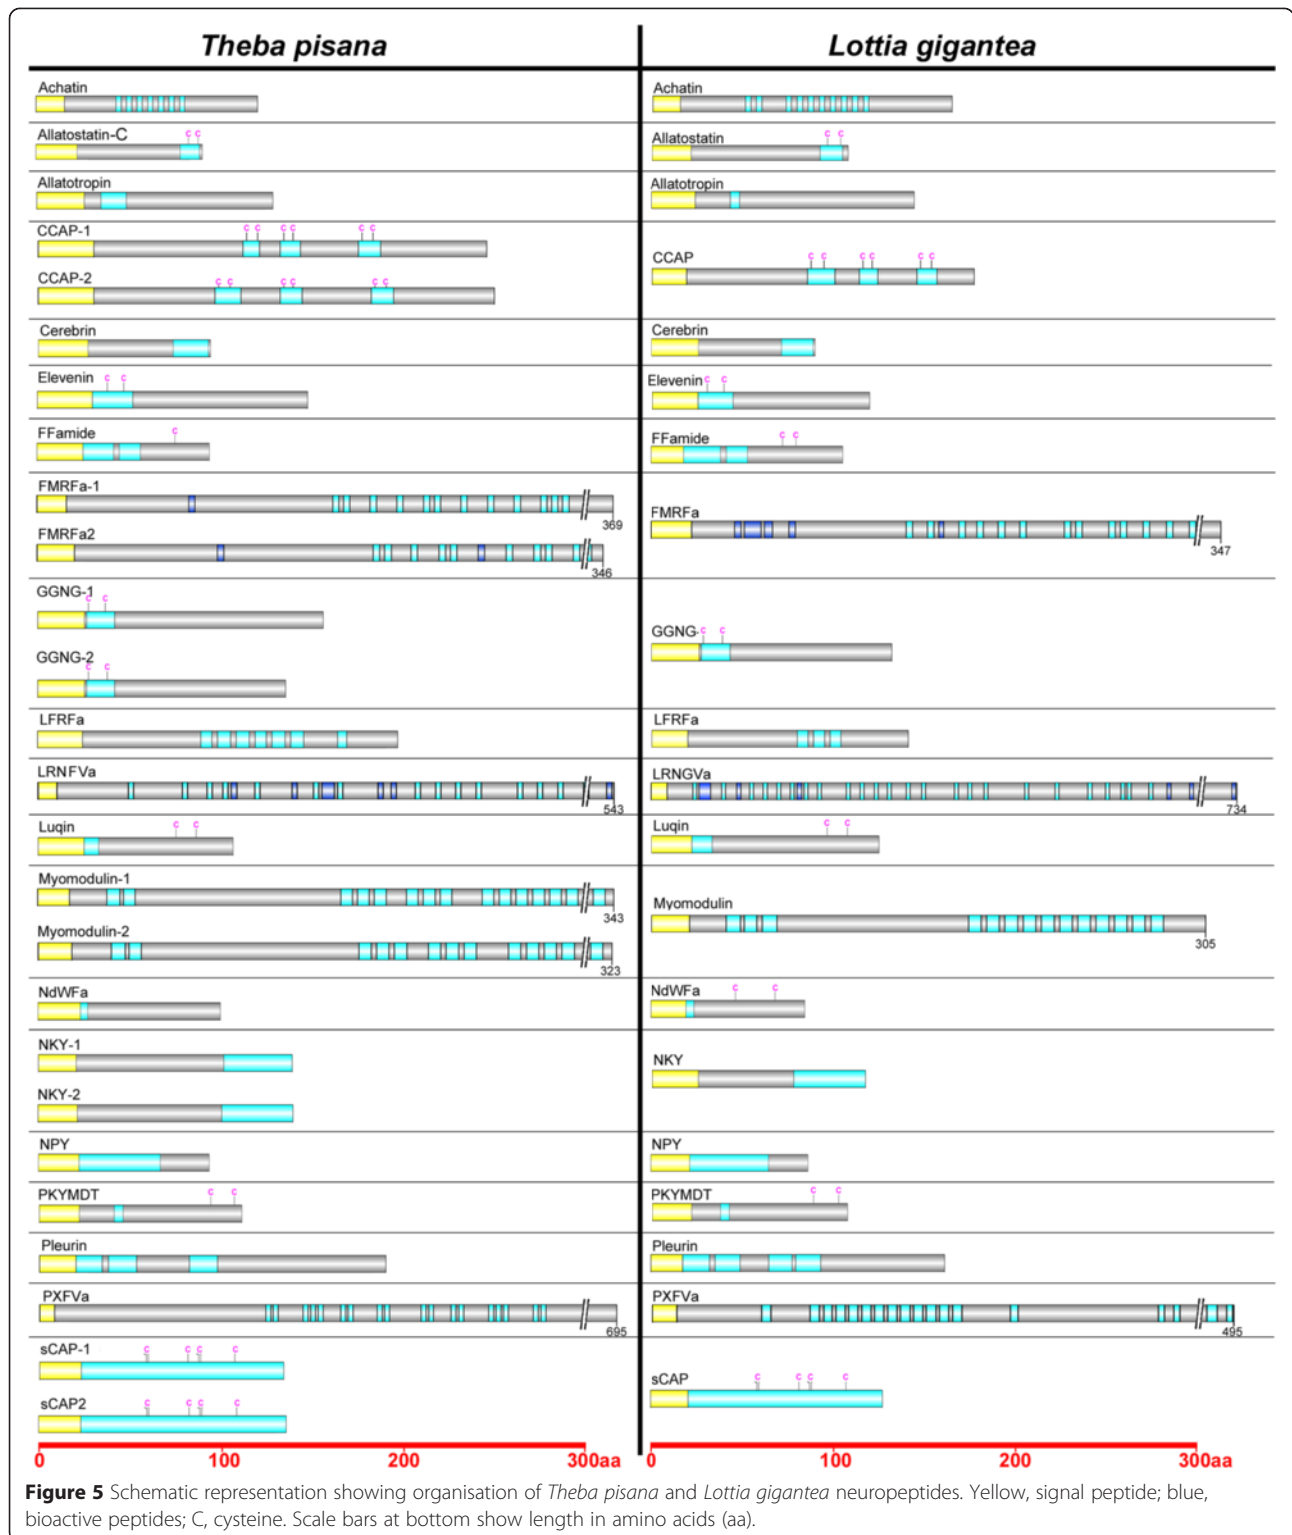 Theba pisana
Lottia gigantea
Achatin
Achatin
Allatostatin-C
c c
Allatostatin
c c
Allatotropin
Allatotropin
CCAP-1
c c c c c c
CCAP-2
c c c c c c
CCAP
c c c c c c
Cerebrin
Cerebrin
Elevenin
c c
Elevenin
c c
FFamide
c
FFamide
c c
FMRFa-1
369
FMRFa2
346
FMRFa
347
GGNG-1
c c
GGNG-2
c c
GGNG-
c c
LFRFa
LFRFa
LRNFVa
543
LRNGVa
734
Luqin
c c
Luqin
c c
Myomodulin-1
343
Myomodulin-2
323
Myomodulin
305
NdWFa
NdWFa
c c
NKY-1
NKY-2
NKY
NPY
NPY
PKYMDT
c c
PKYMDT
c c
Pleurin
Pleurin
PXFVa
695
PXFVa
495
sCAP-1
c c c c
sCAP2
c c c c
sCAP
c c c c
0 100 200 300aa
0 100 200 300aa
Figure 5 Schematic representation showing organisation of Theba pisana and Lottia gigantea neuropeptides. Yellow, signal peptide; blue,
bioactive peptides; C, cysteine. Scale bars at bottom show length in amino acids (aa).